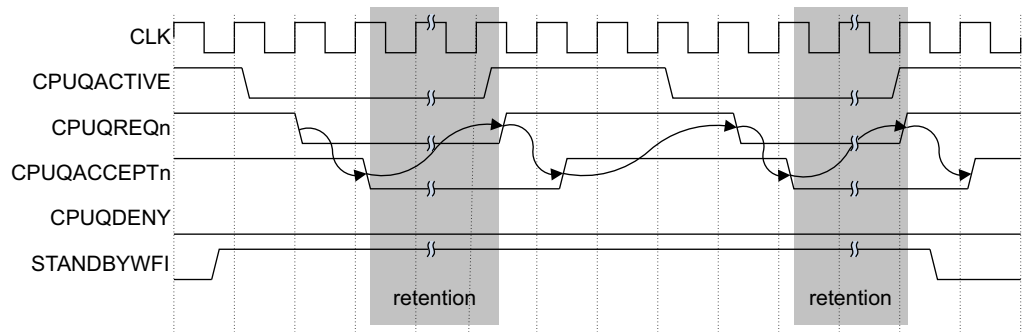 CLK
CPUQACTIVE
CPUQREQn
CPUQACCEPTn
CPUQDENY
STANDBYWFI
retention
retention